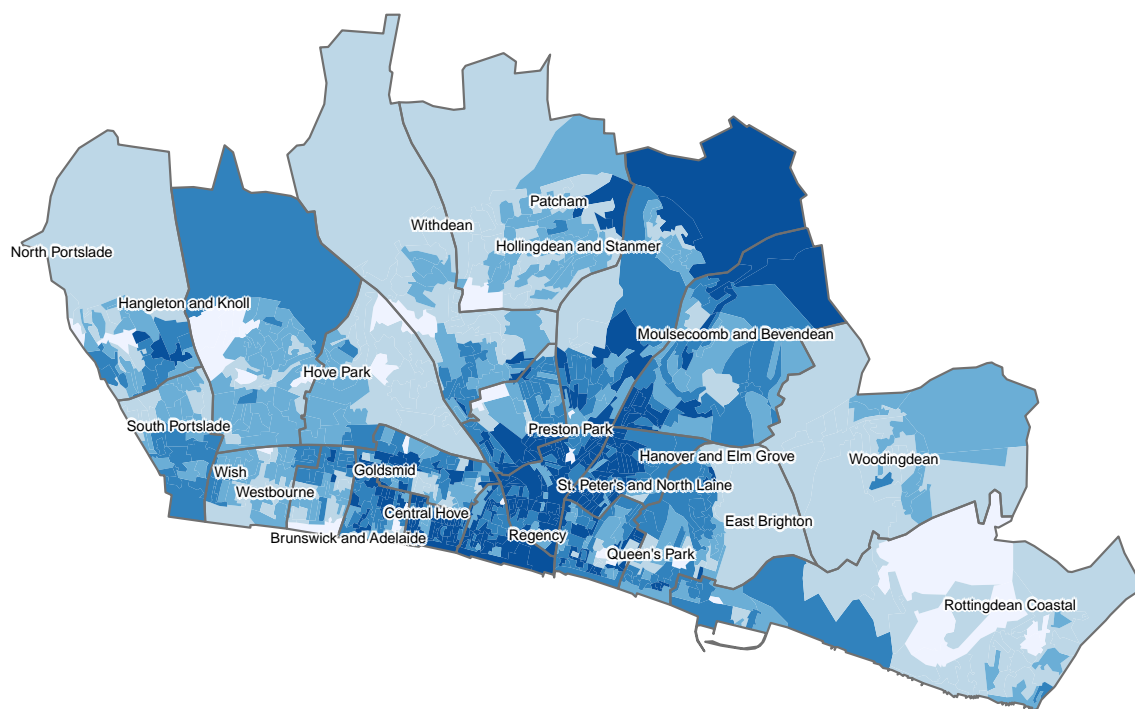 Patcham
Withdean
Hollingdean and Stanmer
North Portslade
Hangleton and Knoll
Moulsecoomb and Bevendean
Hove Park
South Portslade
Preston Park
Hanover and Elm Grove
Woodingdean
Wish
Goldsmid
St. Peter's and North Laine
Westbourne
Central Hove
East Brighton
Brunswick and Adelaide
Regency
Queen's Park
Rottingdean Coastal